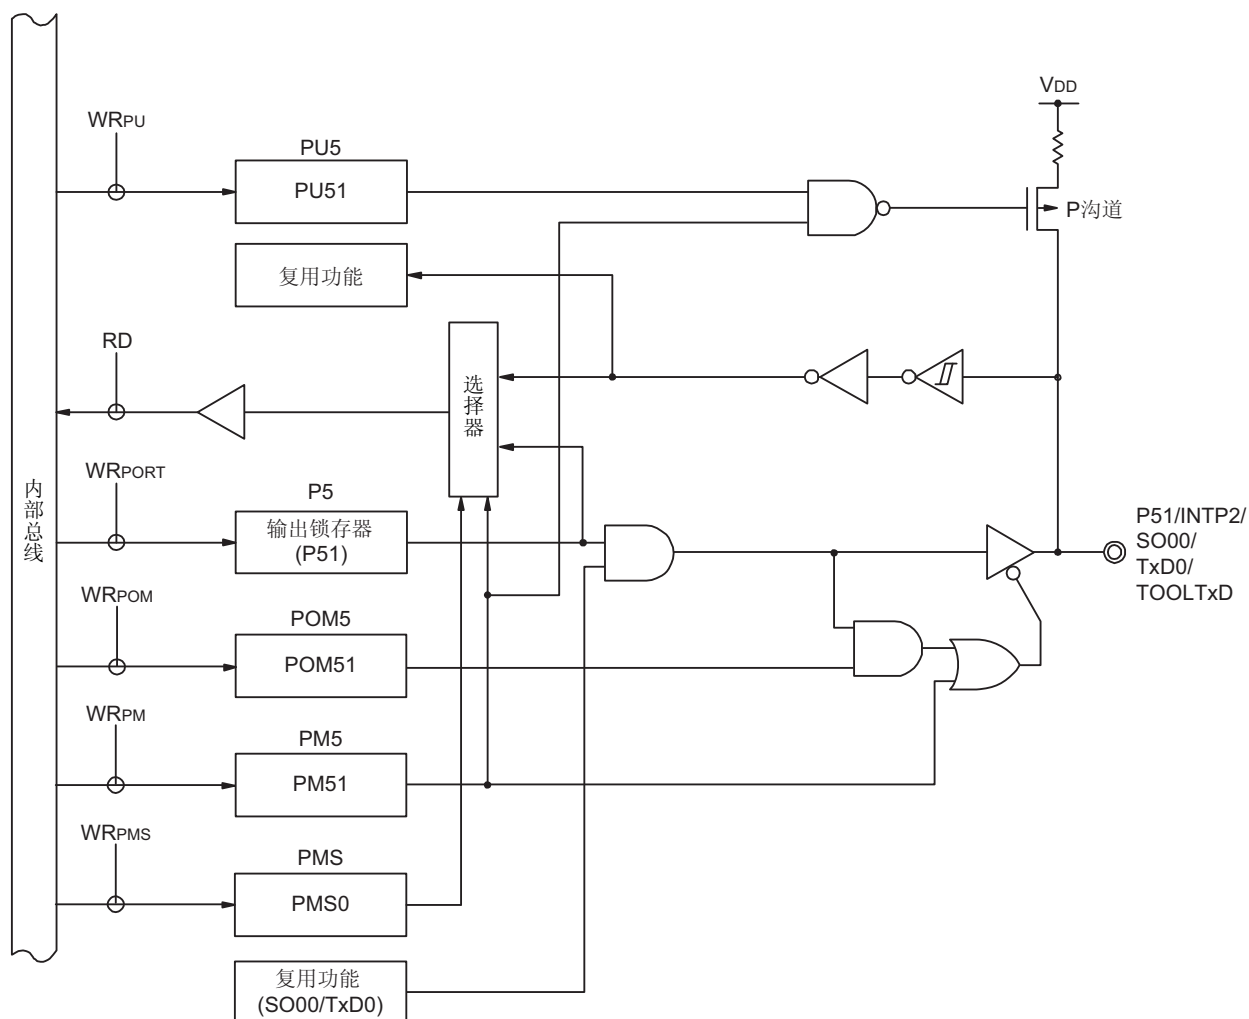 VDD
WRPU
PU5
PU51
P沟道
复用功能
RD
选择器
WRPORT
P5
内部总线
输出锁存器
(P51)
P51/INTP2/
SO00/
TxD0/
TOOLTxD
WRPOM
POM5
POM51
WRPM
PM5
PM51
WRPMS
PMS
PMS0
复用功能
(SO00/TxD0)